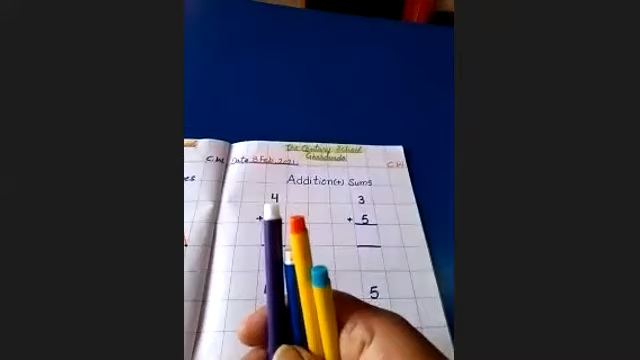 The Century School
C.W Date 8 Feb 2021 C.W
Addition(+) Sums
4 3
+ + 5
5